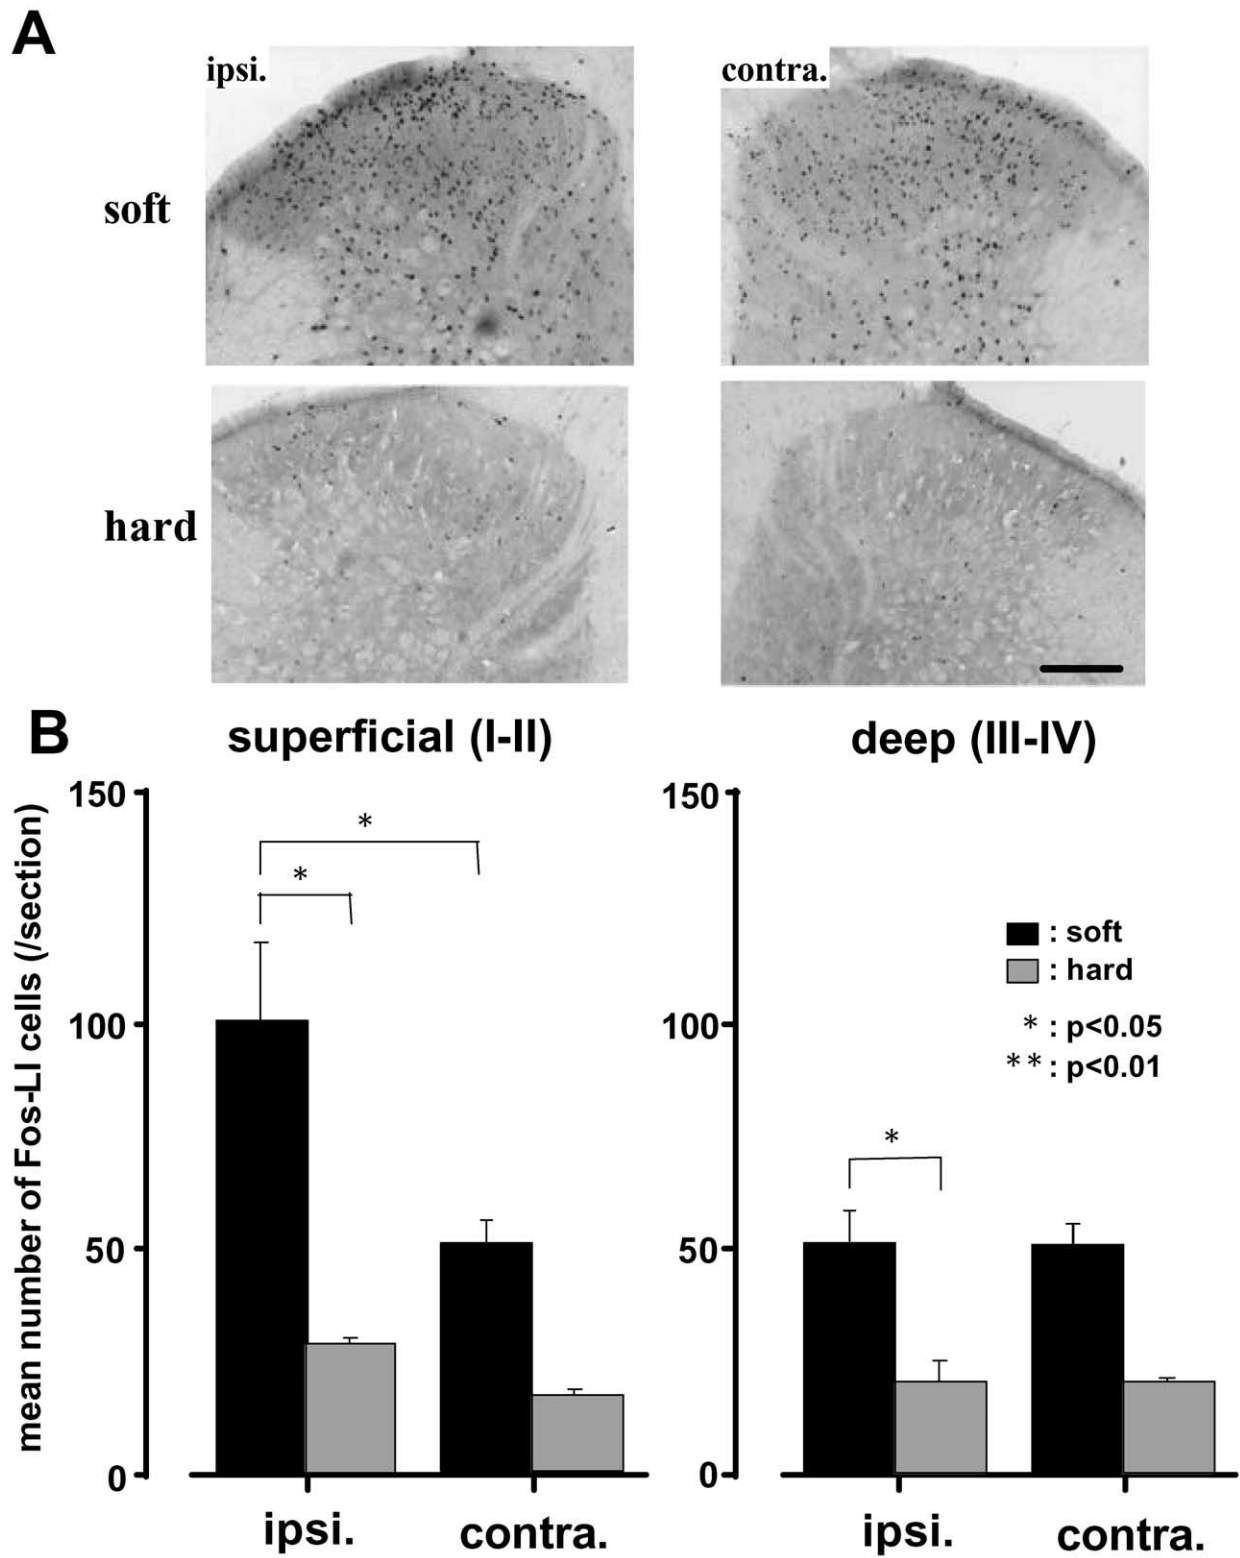 A
ipsi.
contra.
soft
hard
B
superficial (I-II)
deep (III-IV)
mean number of Fos-LI cells (/section)
150
100
50
0
*
*
ipsi.
contra.
150
100
50
0
*
: soft
: hard
* : p<0.05
** : p<0.01
ipsi.
contra.